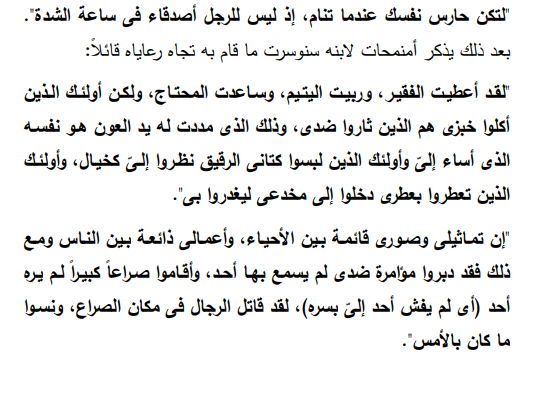 "لتكن حارس نفسك عندما تنام، إذ ليس للرجل أصدقاء فى ساعة الشدة".
بعد ذلك يذكر أمنمحات لابنه سنوسرت ما قام به تجاه رعاياه قائلاً:
"لقد أعطيت الفقير، وربيت اليتيم، وساعدت المحتاج، ولكن أولئك الذين
أكلوا خبزى هم الذين ثاروا ضدى، وذلك الذى مددت له يد العون هو نفسه
الذى أساء إلىّ وأولئك الذين لبسوا كتانى الرقيق نظروا إلىّ كخيال، وأولئك
الذين تعطروا بعطرى دخلوا إلى مخدعى ليغدروا بى".
"إن تماثيلى وصورى قائمة بين الأحياء، وأعمالى ذائعة بين الناس ومع
ذلك فقد دبروا مؤامرة ضدى لم يسمع بها أحد، وأقاموا صراعاً كبيراً لم يره
أحد (أى لم يفش أحد إلىّ بسره)، لقد قاتل الرجال فى مكان الصراع، ونسوا
ما كان بالأمس".